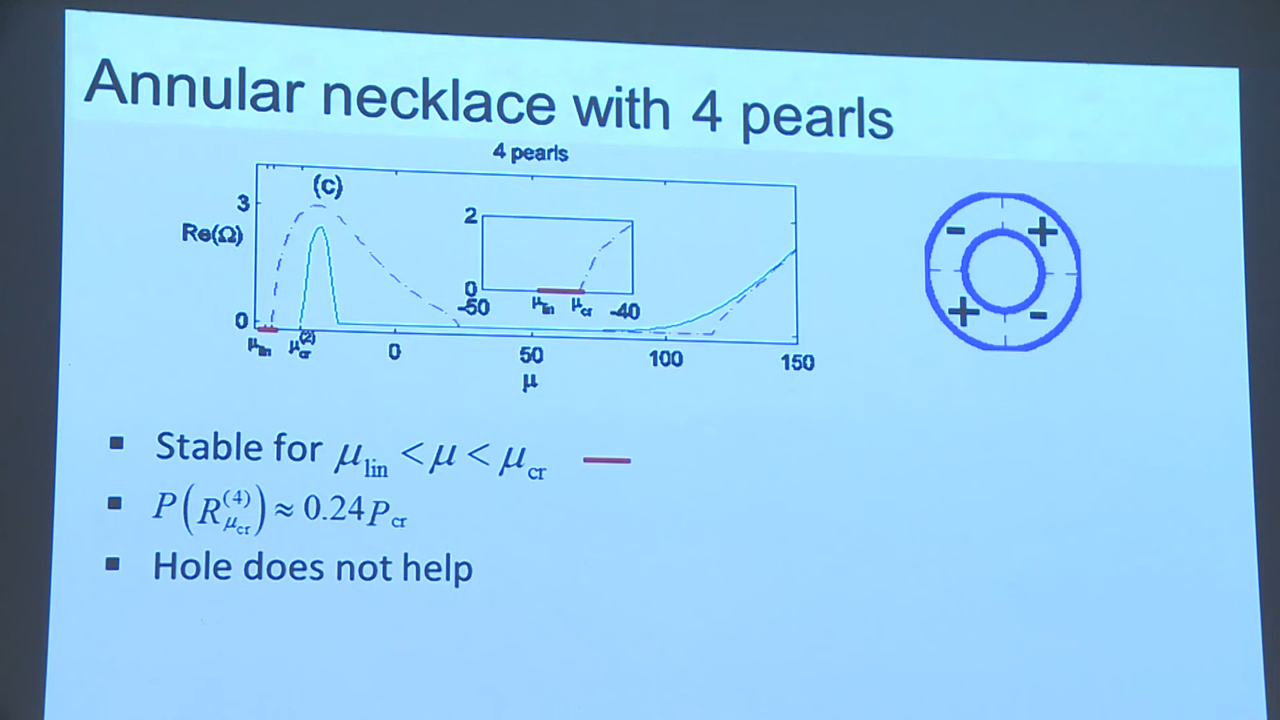 Annular necklace with 4 pearls
4 pearls
(c)
3
Re(Ω)
0
μlin
μcr(2)
0
50
100
150
μ
2
0
-50
μlin
μcr
-40
- +
+ -
▪ Stable for μlin < μ < μcr
▪ P(Rμcr(4)) ≈ 0.24Pcr
▪ Hole does not help